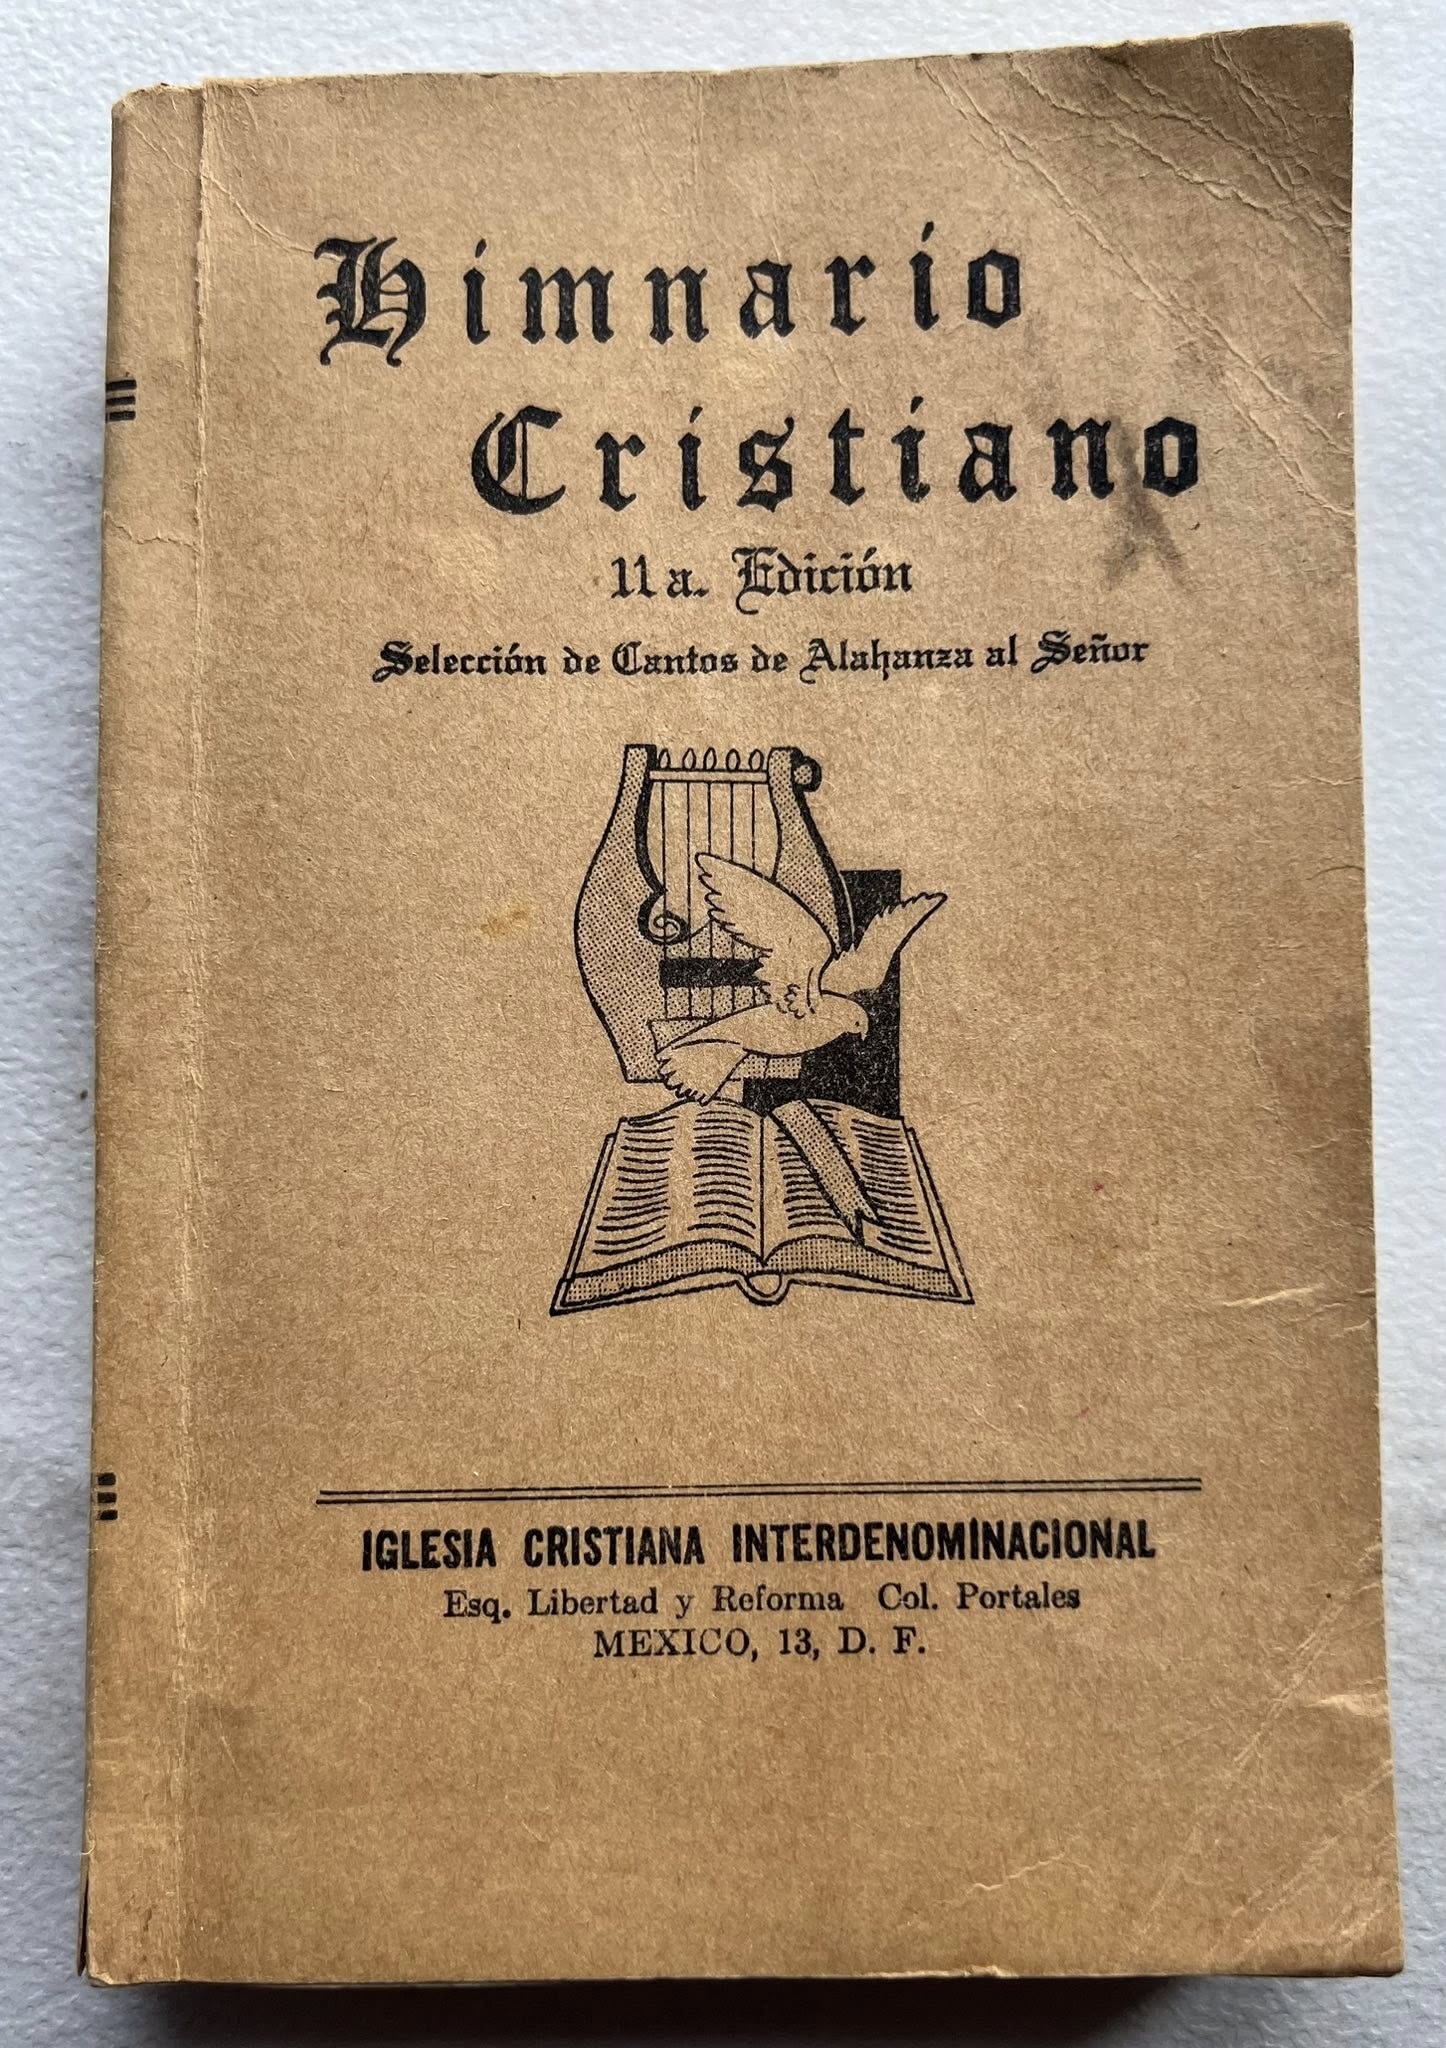 Himnario
Cristiano
11a. Edición
Selección de Cantos de Alahanza al Señor
IGLESIA CRISTIANA INTERDENOMINACIONAL
Esq. Libertad y Reforma Col. Portales
MEXICO, 13, D. F.